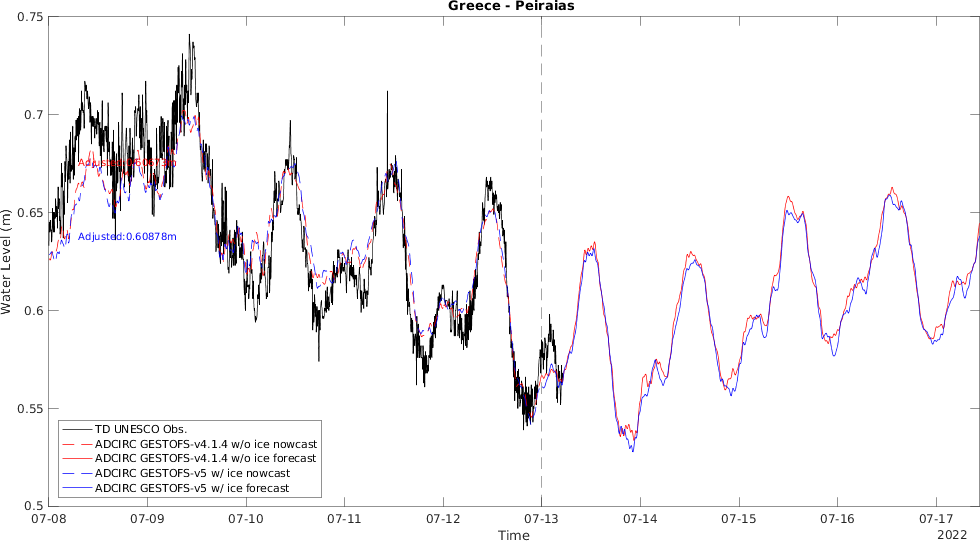 Greece - Peiraias
0.75
0.7
0.65
0.6
0.55
0.5
Water Level (m)
Adjusted:0.60878m
TD UNESCO Obs.
ADCIRC GESTOFS-v4.1.4 w/o ice nowcast
ADCIRC GESTOFS-v4.1.4 w/o ice forecast
ADCIRC GESTOFS-v5 w/ ice nowcast
ADCIRC GESTOFS-v5 w/ ice forecast
07-08
07-09
07-10
07-11
07-12
07-13
07-14
07-15
07-16
07-17
Time
2022